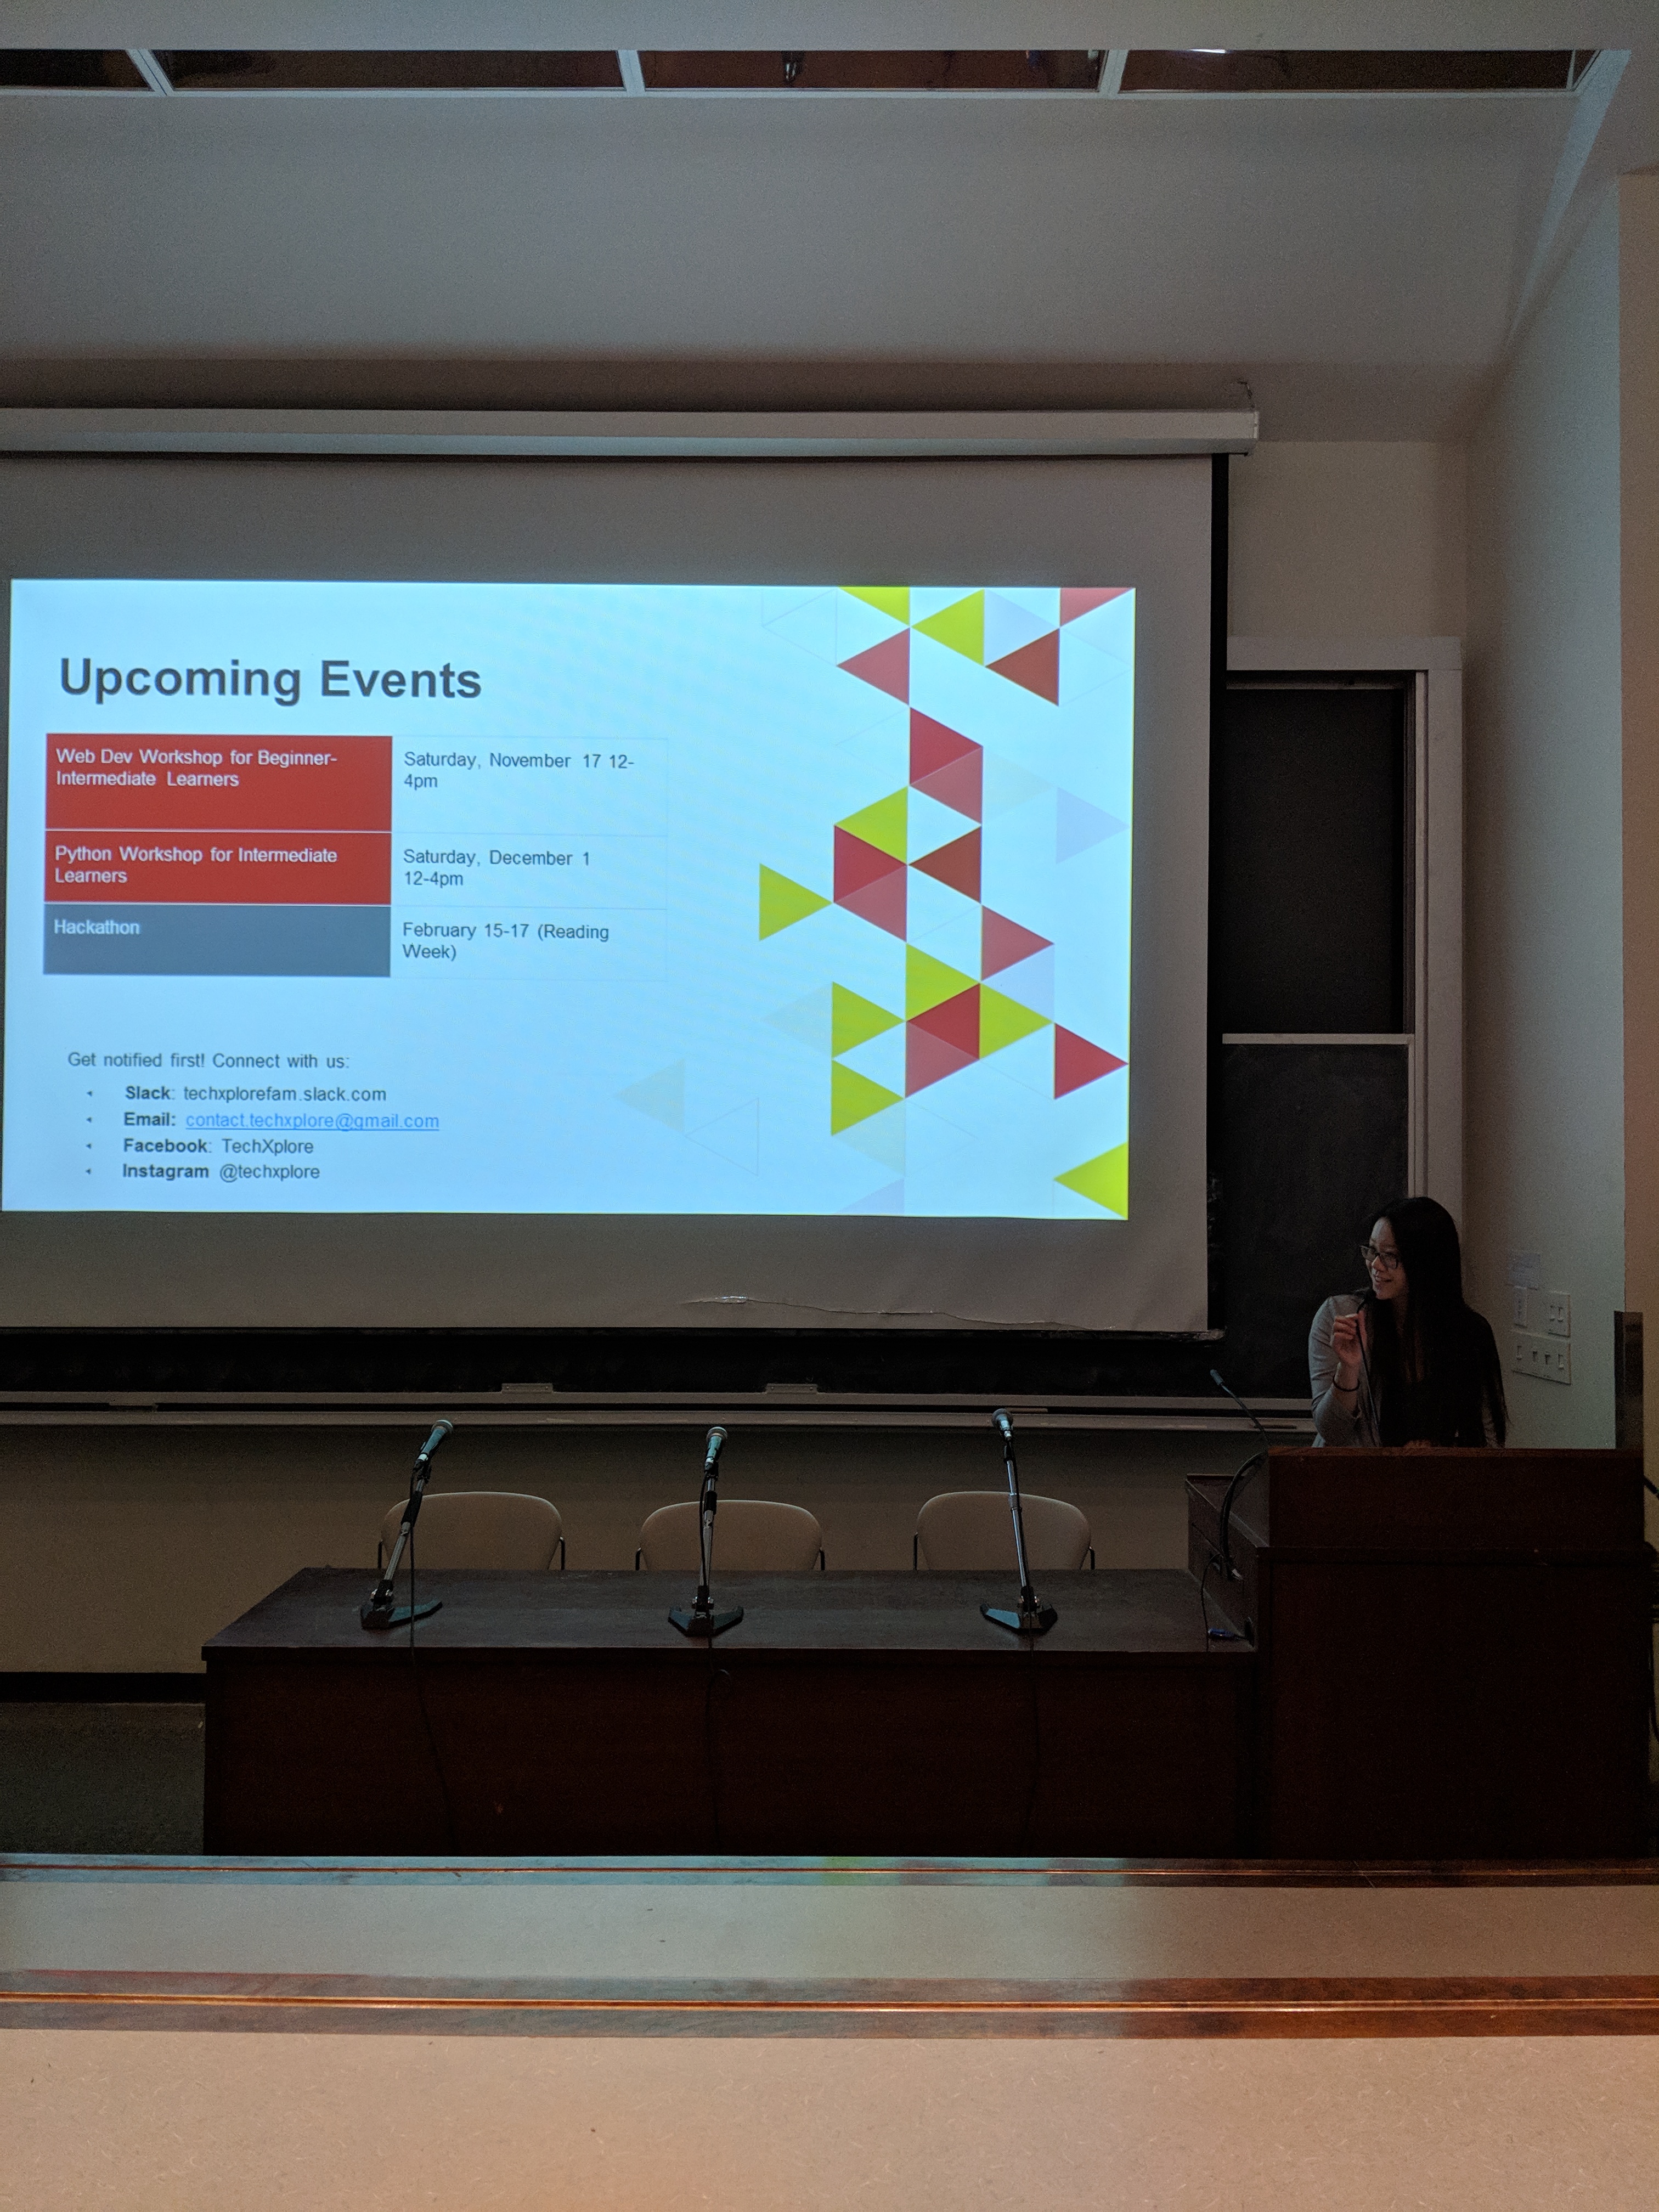 Upcoming Events
Web Dev Workshop for Beginner-
Intermediate Learners
Saturday, November 17 12-
4pm
Python Workshop for Intermediate
Learners
Saturday, December 1
12-4pm
Hackathon
February 15-17 (Reading
Week)
Get notified first! Connect with us:
Slack: techxplorefam.slack.com
Email: contact.techxplore@gmail.com
Facebook: TechXplore
Instagram @techxplore